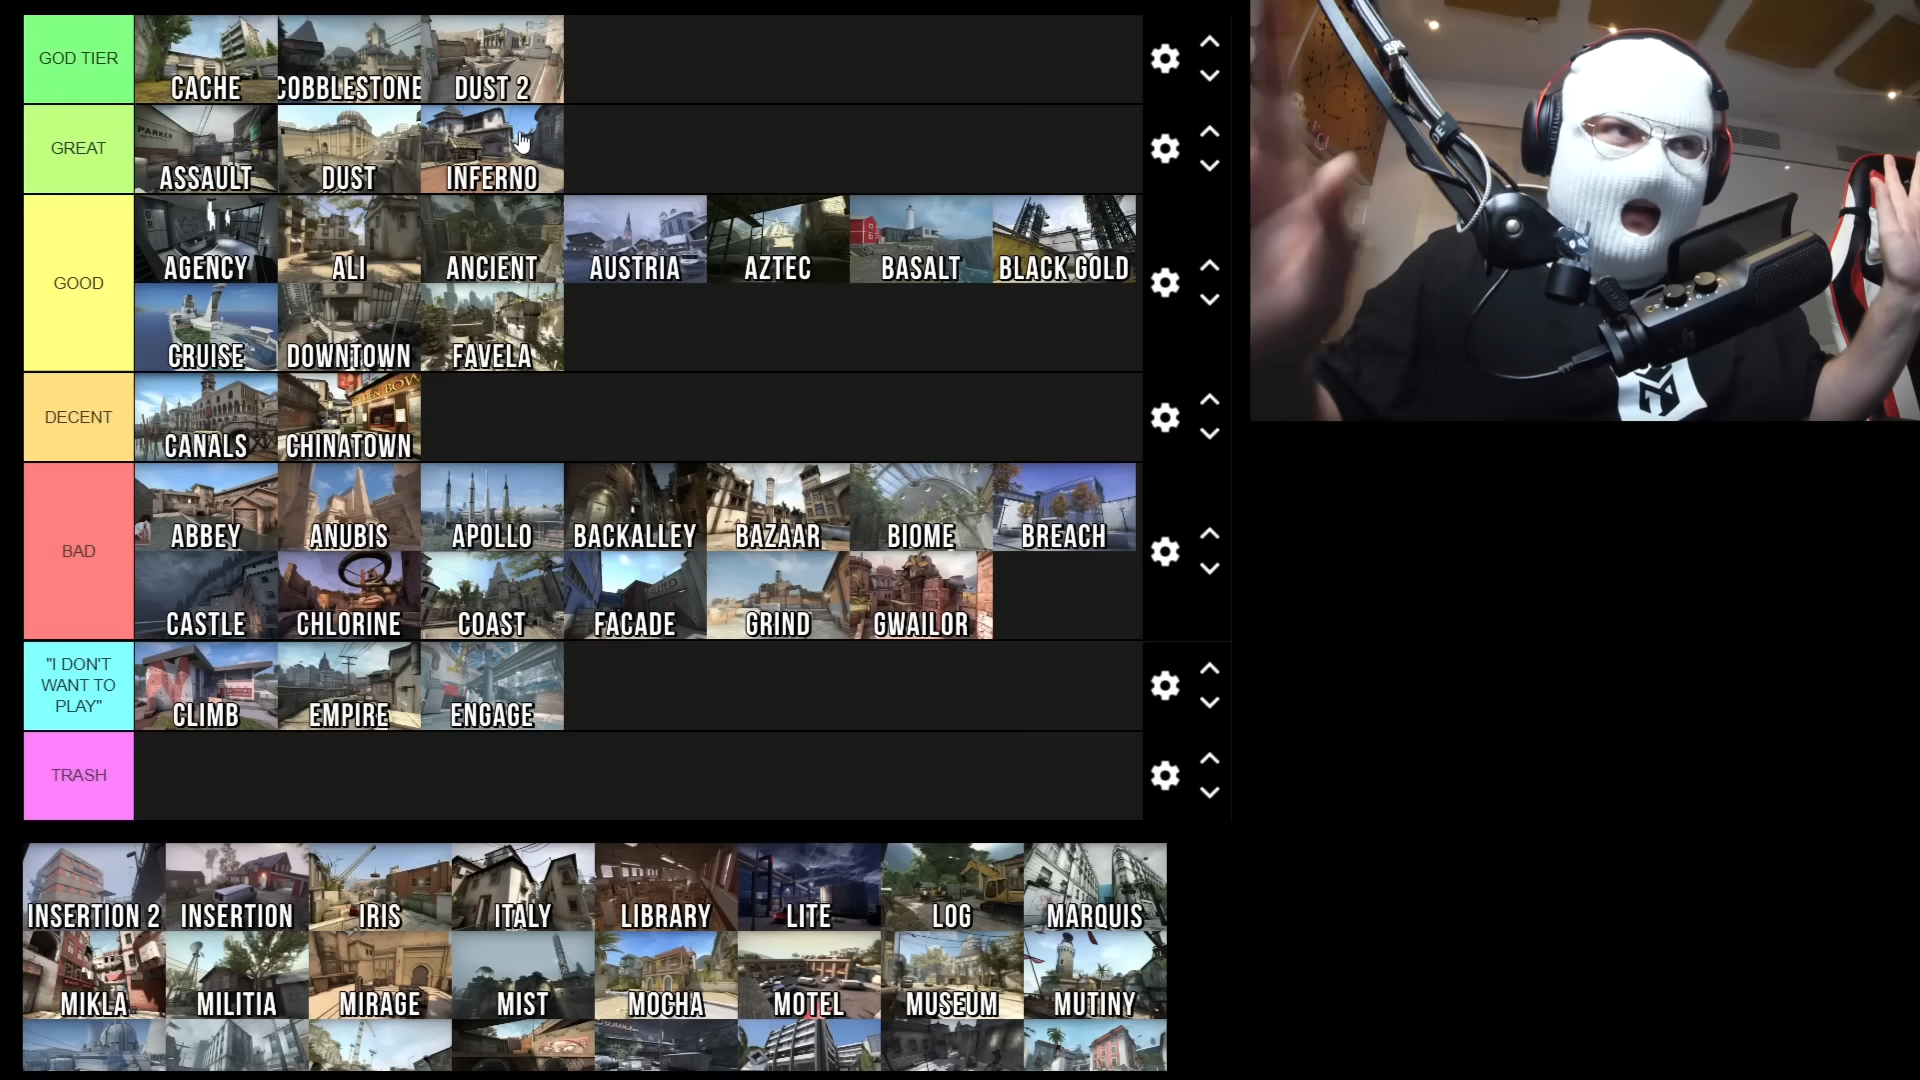 GOD TIER
CACHE
COBBLESTONE
DUST 2
GREAT
PARKER
ASSAULT
DUST
INFERNO
GOOD
AGENCY
ALI
ANCIENT
AUSTRIA
AZTEC
BASALT
BLACK GOLD
CRUISE
DOWNTOWN
FAVELA
DECENT
CANALS
CHINATOWN
BAD
ABBEY
ANUBIS
APOLLO
BACKALLEY
BAZAAR
BIOME
BREACH
CASTLE
CHLORINE
COAST
FACADE
GRIND
GWAILOR
"I DON'T
WANT TO
PLAY"
CLIMB
EMPIRE
ENGAGE
TRASH
INSERTION 2
INSERTION
IRIS
ITALY
LIBRARY
LITE
LOG
MARQUIS
MIKLA
MILITIA
MIRAGE
MIST
MOCHA
MOTEL
MUSEUM
MUTINY